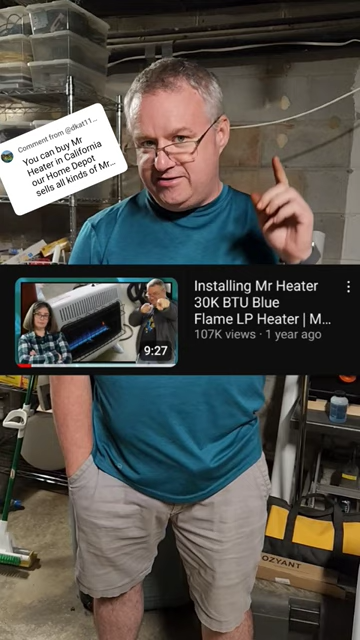 Comment from @dkat11...
You can buy Mr
Heater in California
our Home Depot
sells all kinds of Mr...
Installing Mr Heater
30K BTU Blue
Flame LP Heater | M...
107K views · 1 year ago
9:27
OZYANT